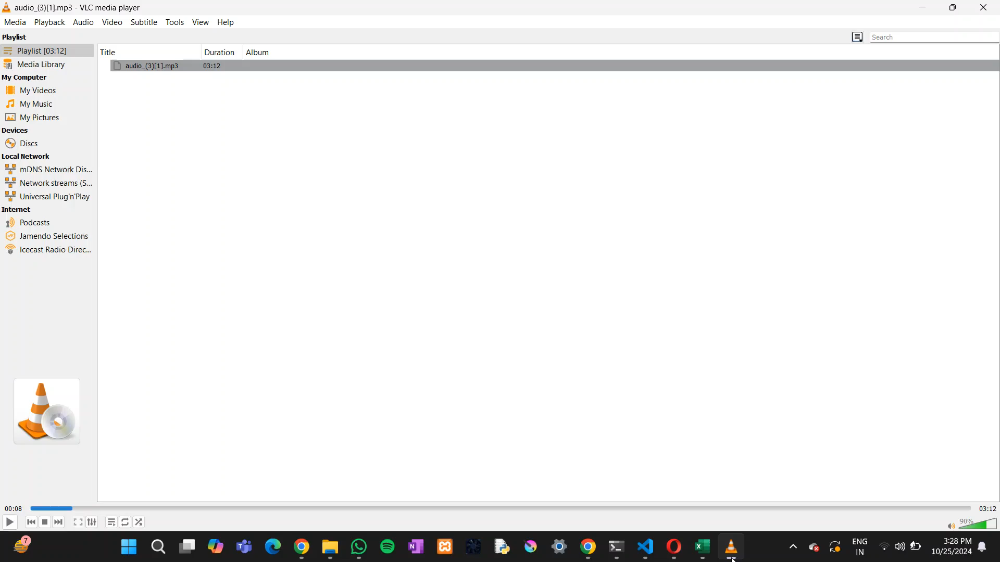 audio_(3)[1].mp3 - VLC media player
Media Playback Audio Video Subtitle Tools View Help
Playlist
Search
Playlist [03:12]
Title Duration Album
audio_(3)[1].mp3 03:12
Media Library
My Computer
My Videos
My Music
My Pictures
Devices
Discs
Local Network
mDNS Network Dis...
Network streams (S...
Universal Plug'n'Play
Internet
Podcasts
Jamendo Selections
Icecast Radio Direc...
00:08
03:12
90%
7
ENG
IN
3:28 PM
10/25/2024